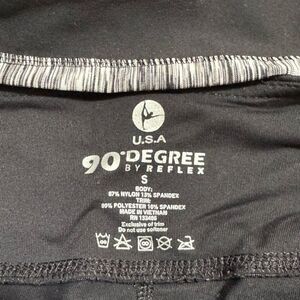 U.S.A
90°DEGREE
BY REFLEX
S
BODY:
87% NYLON 13% SPANDEX
TRIM:
90% POLYESTER 10% SPANDEX
MADE IN VIETNAM
RN 133495
Exclusive of trim
Do not use softener